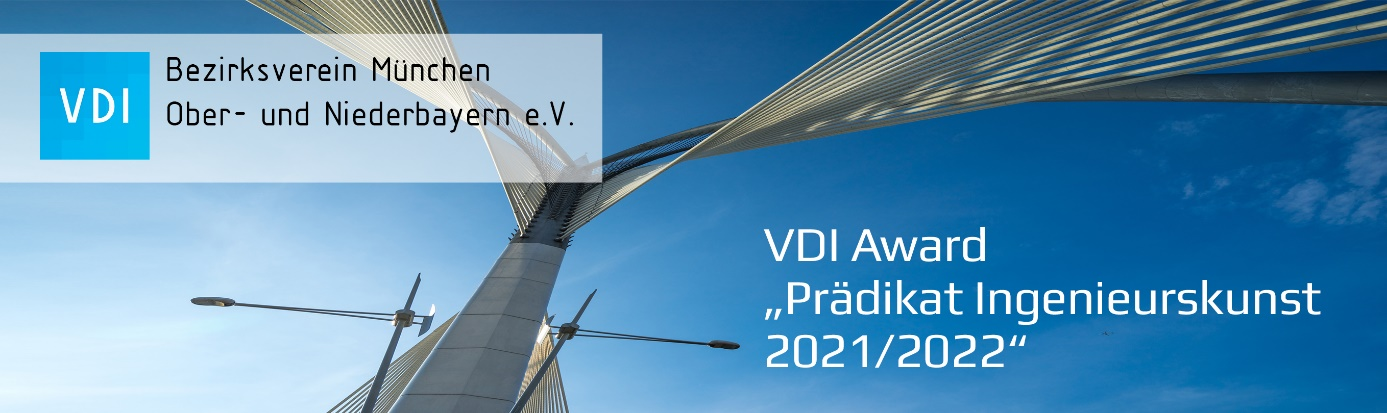 VDI
Bezirksverein München
Ober- und Niederbayern e.V.
VDI Award
„Prädikat Ingenieurskunst
2021/2022“